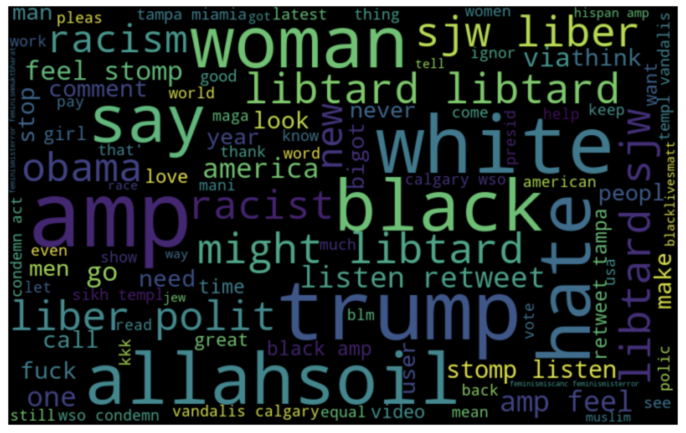 man pleas tampa miamia got latest thing women hispan amp
work racism woman sjw liber
feel stomp good tell ignor viathink
stop pay comment world libtard libtard want
girl say maga look never come keep
that' year know new white help presid
obama love thank word america bigot calgary wso american peopl
race mani
amp racist black hate libtard sjw
condemn act even show way much might libtard
men go need time listen retweet retweet tampa usa make blacklivesmatt
let sikh templ jew trump templ vandalis
liber polit read blm vote
call kkk great black amp user stomp listen polic
fuck allahsoil back feminismiscanc feminismisterror
one amp feel see
still wso condemn vandalis calgary equal video mean muslim